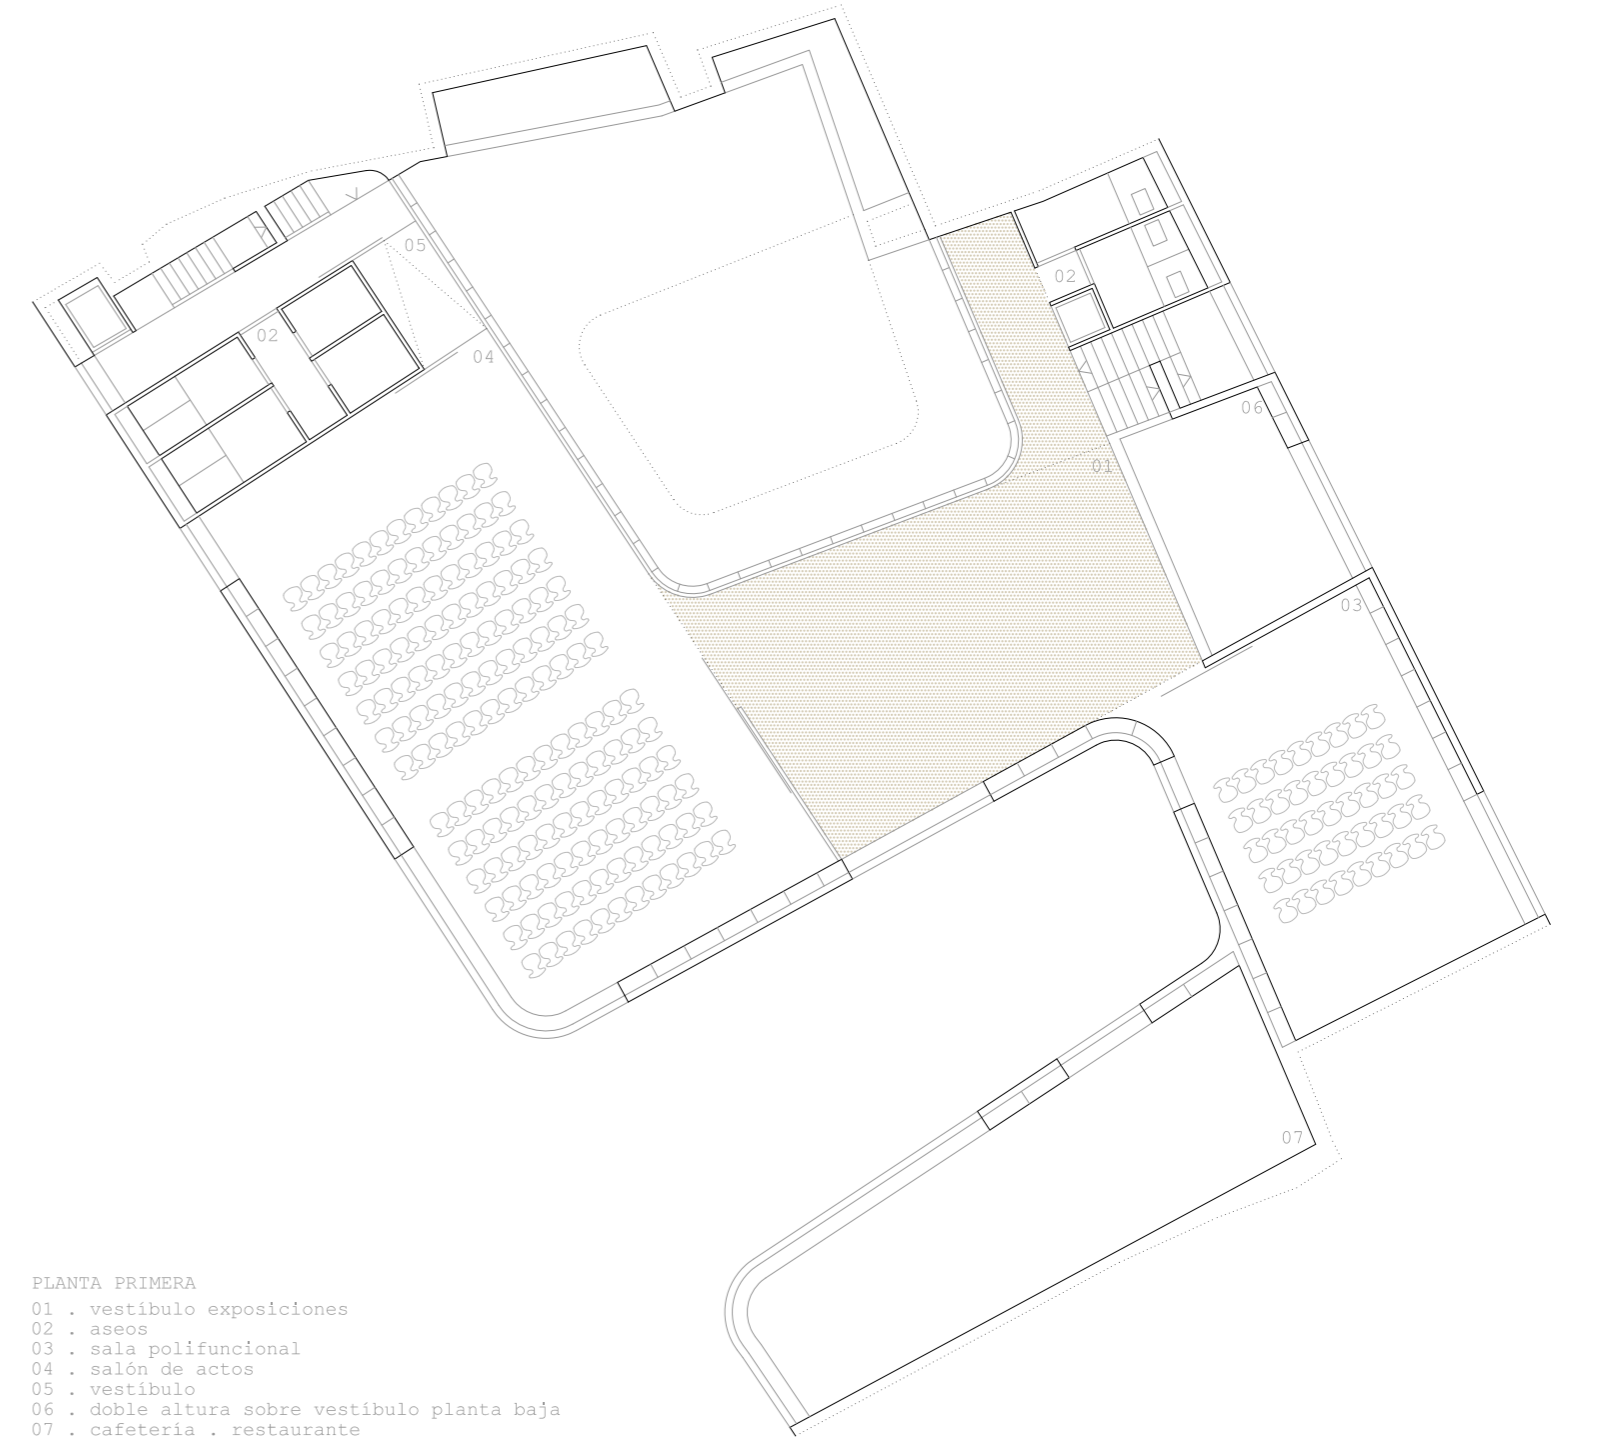 05
02
04
02
06
01
03
07
PLANTA PRIMERA
01 . vestíbulo exposiciones
02 . aseos
03 . sala polifuncional
04 . salón de actos
05 . vestíbulo
06 . doble altura sobre vestíbulo planta baja
07 . cafetería . restaurante